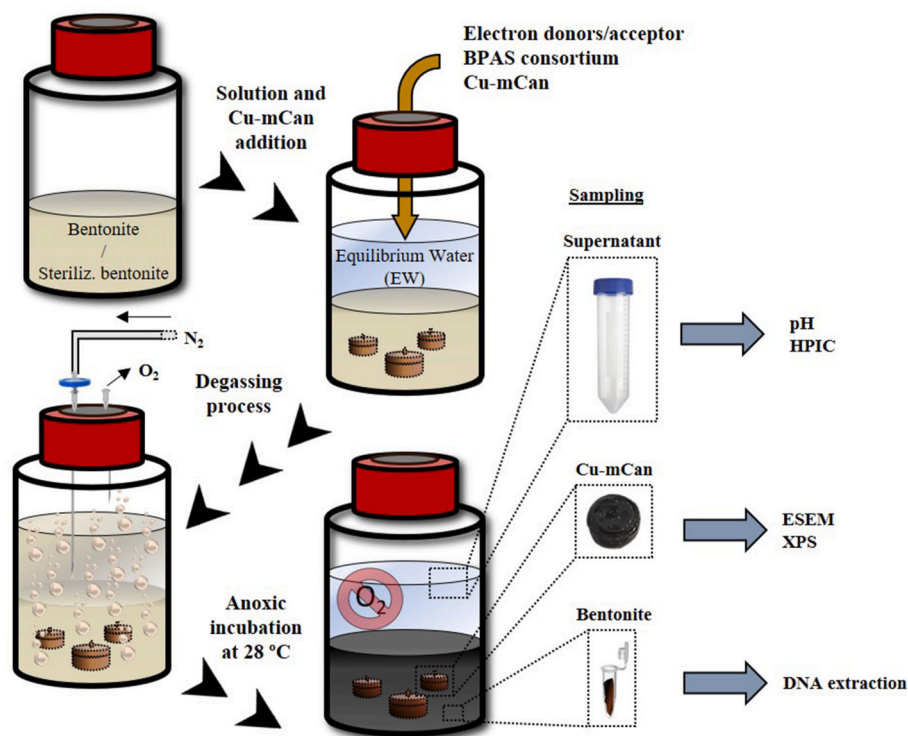 Electron donors/acceptor
BPAS consortium
Cu-mCan
Solution and
Cu-mCan
addition
Bentonite
/
Steriliz. bentonite
Equilibrium Water
(EW)
Sampling
Supernatant
pH
HPIC
N2
O2
Degassing
process
Cu-mCan
ESEM
XPS
O2
Anoxic
incubation
at 28 ºC
Bentonite
DNA extraction